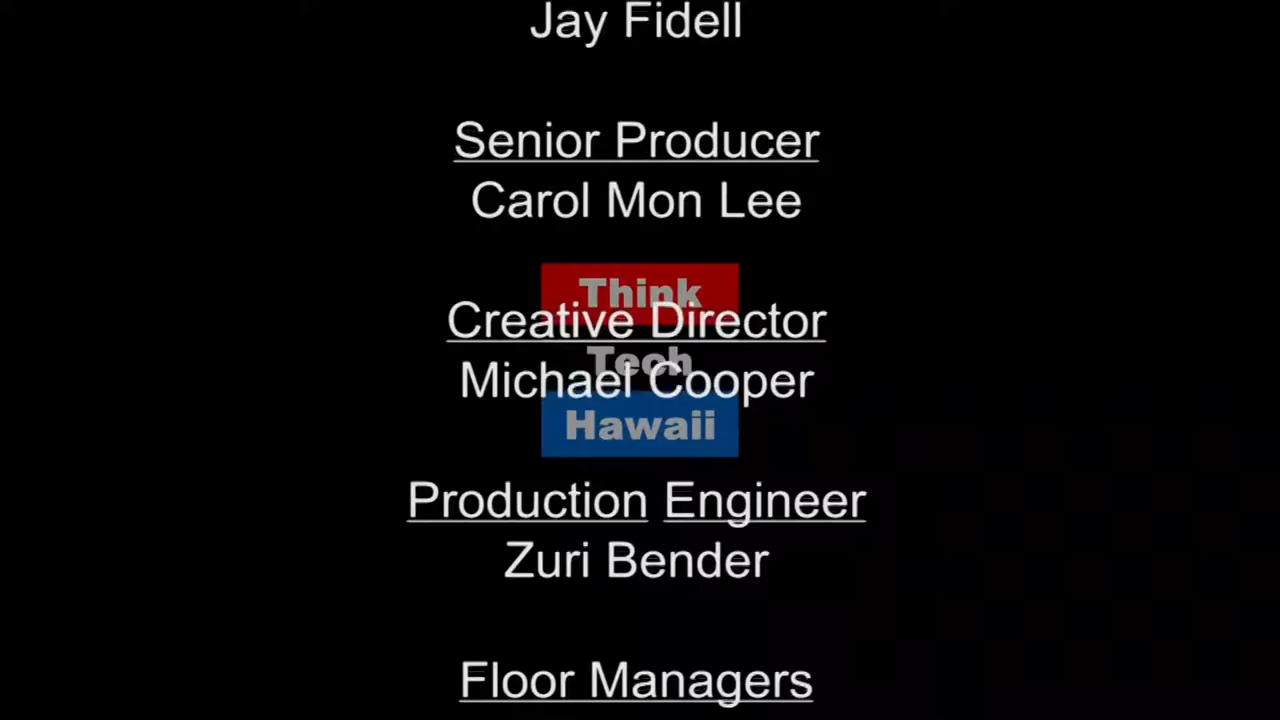 Jay Fidell
Senior Producer
Carol Mon Lee
Think
Creative Director
Tech
Michael Cooper
Hawaii
Production Engineer
Zuri Bender
Floor Managers